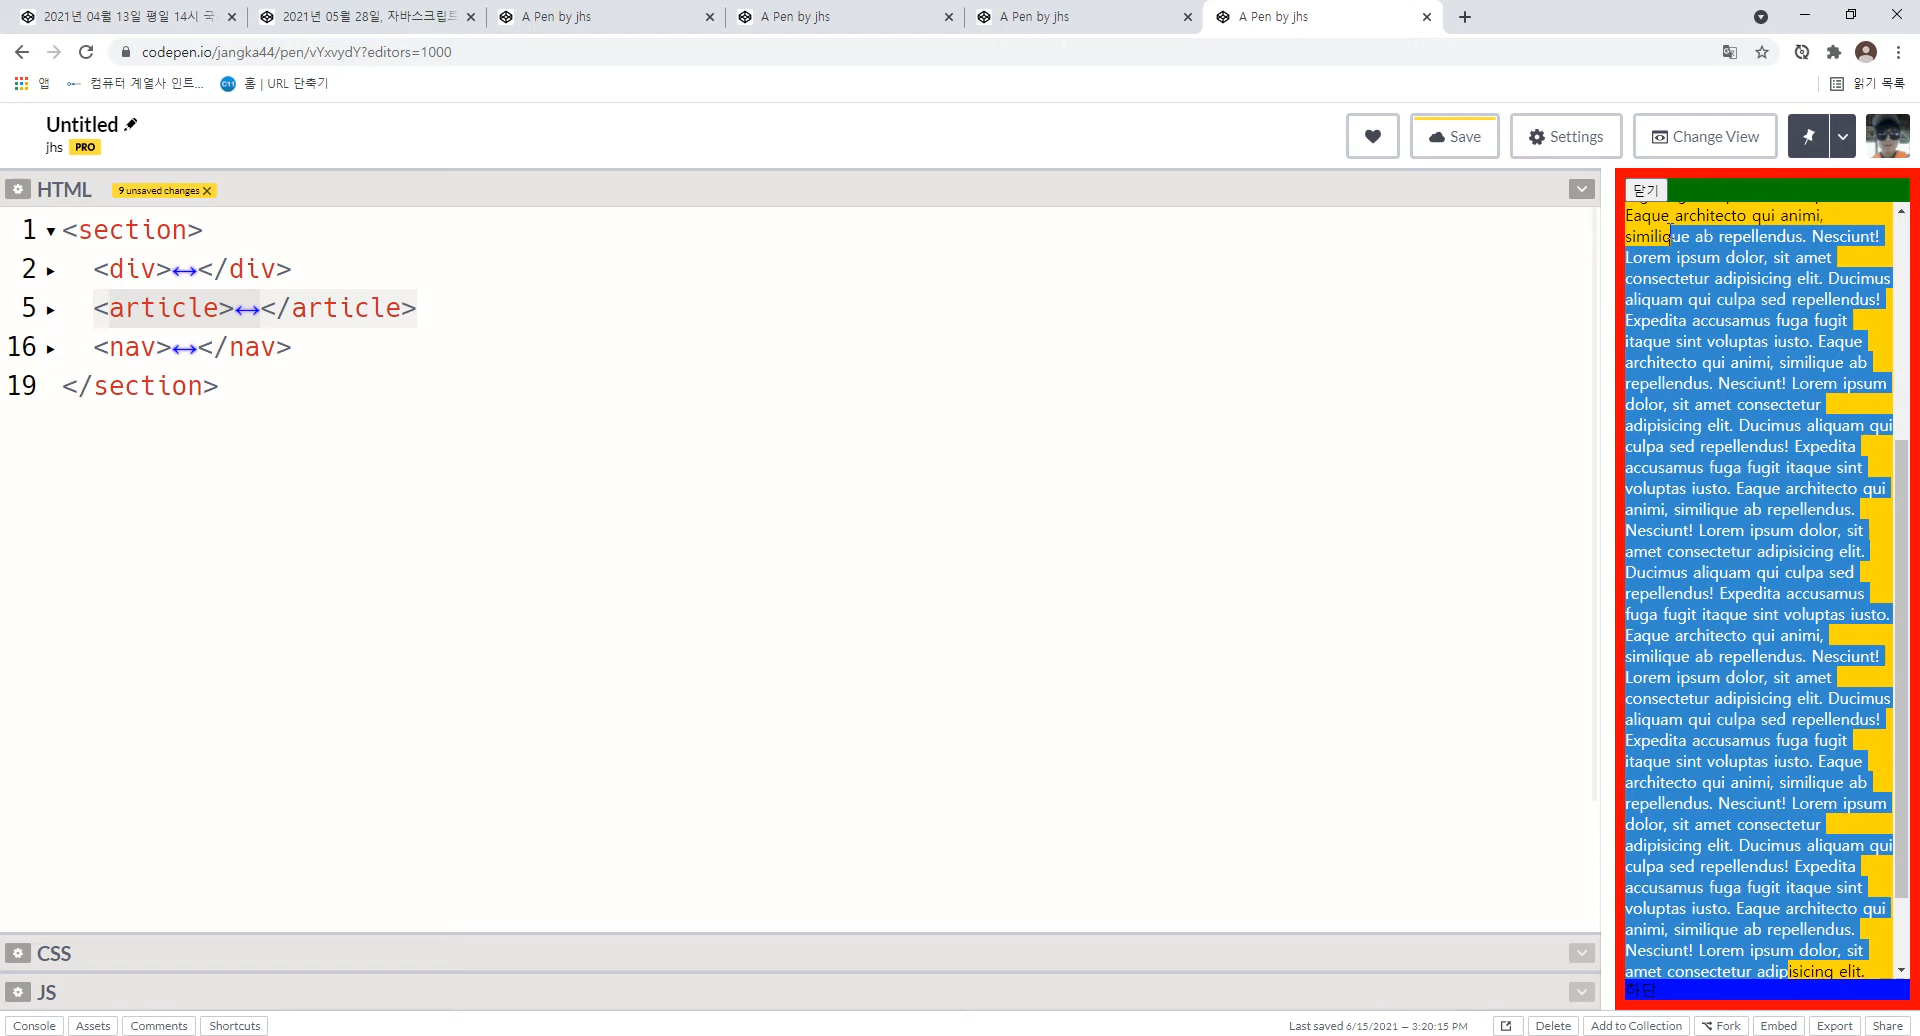 2021년 04월 13일 평일 14시 국
2021년 05월 28일, 자바스크립트
A Pen by jhs
A Pen by jhs
A Pen by jhs
A Pen by jhs
codepen.io/jangka44/pen/vYxvydY?editors=1000
앱
컴퓨터 계열사 인트...
홈 | URL 단축기
읽기 목록
Untitled
jhs PRO
Save
Settings
Change View
HTML
9 unsaved changes
1 <section>
2 <div>↔</div>
5 <article>↔</article>
16 <nav>↔</nav>
19 </section>
CSS
JS
닫기
Eaque architecto qui animi,
similique ab repellendus. Nesciunt!
Lorem ipsum dolor, sit amet
consectetur adipisicing elit. Ducimus
aliquam qui culpa sed repellendus!
Expedita accusamus fuga fugit
itaque sint voluptas iusto. Eaque
architecto qui animi, similique ab
repellendus. Nesciunt! Lorem ipsum
dolor, sit amet consectetur
adipisicing elit. Ducimus aliquam qui
culpa sed repellendus! Expedita
accusamus fuga fugit itaque sint
voluptas iusto. Eaque architecto qui
animi, similique ab repellendus.
Nesciunt! Lorem ipsum dolor, sit
amet consectetur adipisicing elit.
Ducimus aliquam qui culpa sed
repellendus! Expedita accusamus
fuga fugit itaque sint voluptas iusto.
Eaque architecto qui animi,
similique ab repellendus. Nesciunt!
Lorem ipsum dolor, sit amet
consectetur adipisicing elit. Ducimus
aliquam qui culpa sed repellendus!
Expedita accusamus fuga fugit
itaque sint voluptas iusto. Eaque
architecto qui animi, similique ab
repellendus. Nesciunt! Lorem ipsum
dolor, sit amet consectetur
adipisicing elit. Ducimus aliquam qui
culpa sed repellendus! Expedita
accusamus fuga fugit itaque sint
voluptas iusto. Eaque architecto qui
animi, similique ab repellendus.
Nesciunt! Lorem ipsum dolor, sit
amet consectetur adipisicing elit.
하단
Console
Assets
Comments
Shortcuts
Last saved 6/15/2021 — 3:20:15 PM
Delete
Add to Collection
Fork
Embed
Export
Share